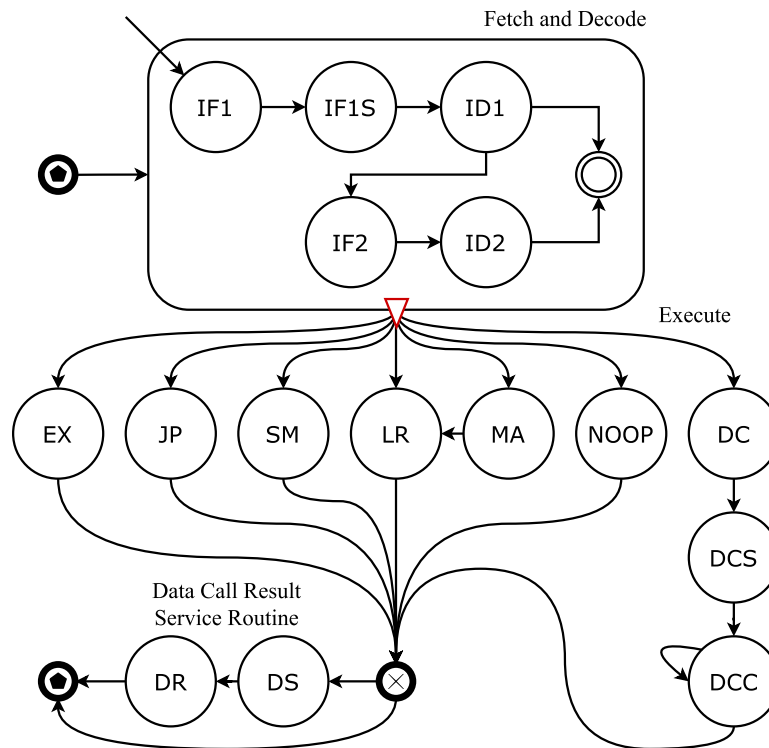 Fetch and Decode
IF1
IF1S
ID1
IF2
ID2
Execute
EX
JP
SM
LR
MA
NOOP
DC
DCS
Data Call Result
Service Routine
DR
DS
DCC